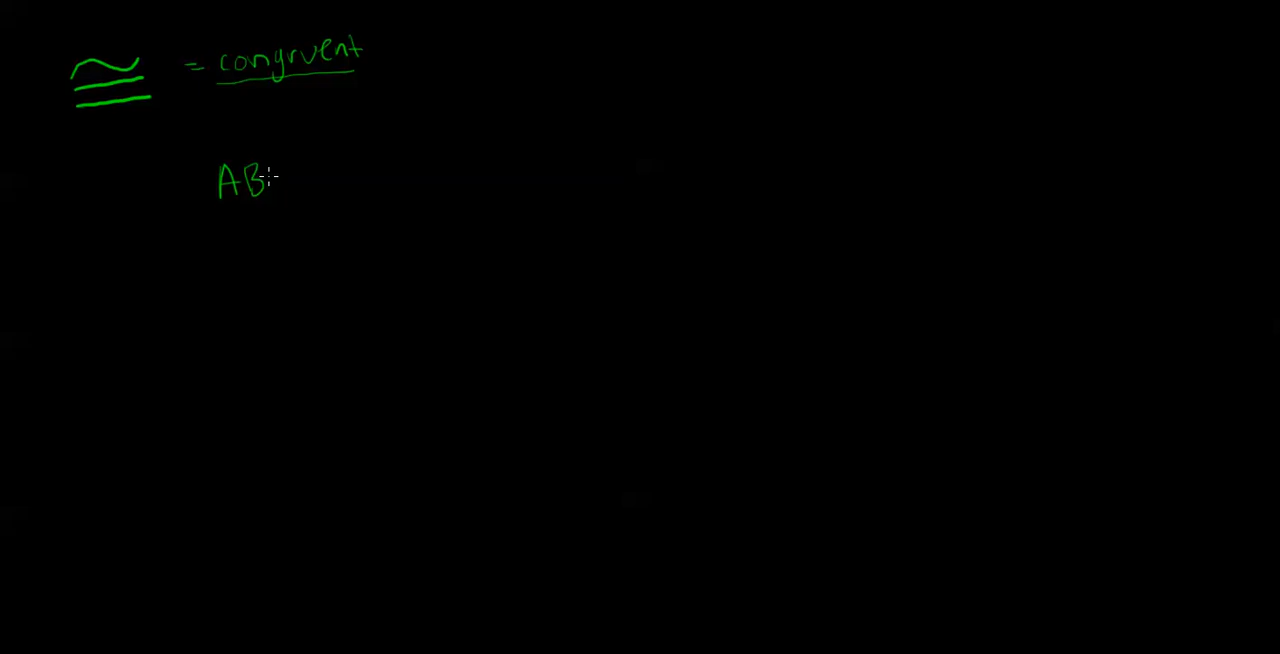 ≅ = congruent
AB